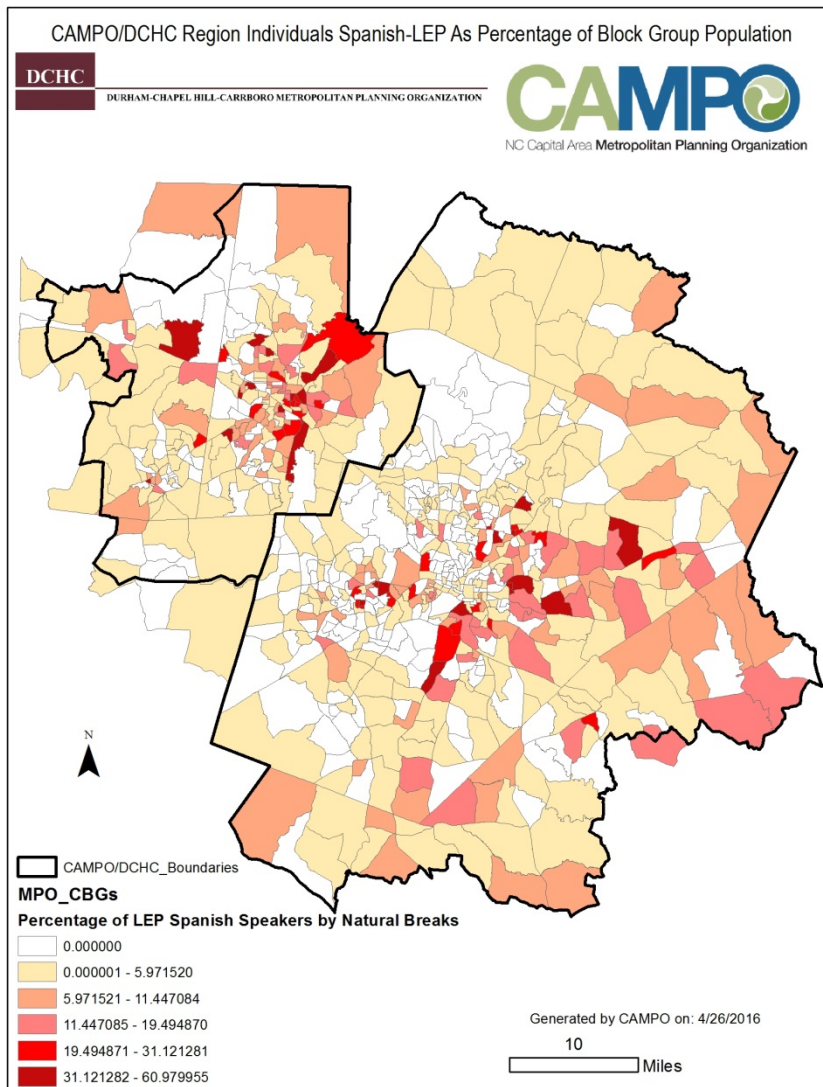 CAMPO/DCHC Region Individuals Spanish-LEP As Percentage of Block Group Population
DCHC
DURHAM-CHAPEL HILL-CARRBORO METROPOLITAN PLANNING ORGANIZATION
CAMPO
NC Capital Area Metropolitan Planning Organization
N
CAMPO/DCHC_Boundaries
MPO_CBGs
Percentage of LEP Spanish Speakers by Natural Breaks
0.000000
0.000001 - 5.971520
5.971521 - 11.447084
11.447085 - 19.494870
19.494871 - 31.121281
31.121282 - 60.979955
Generated by CAMPO on: 4/26/2016
10
Miles